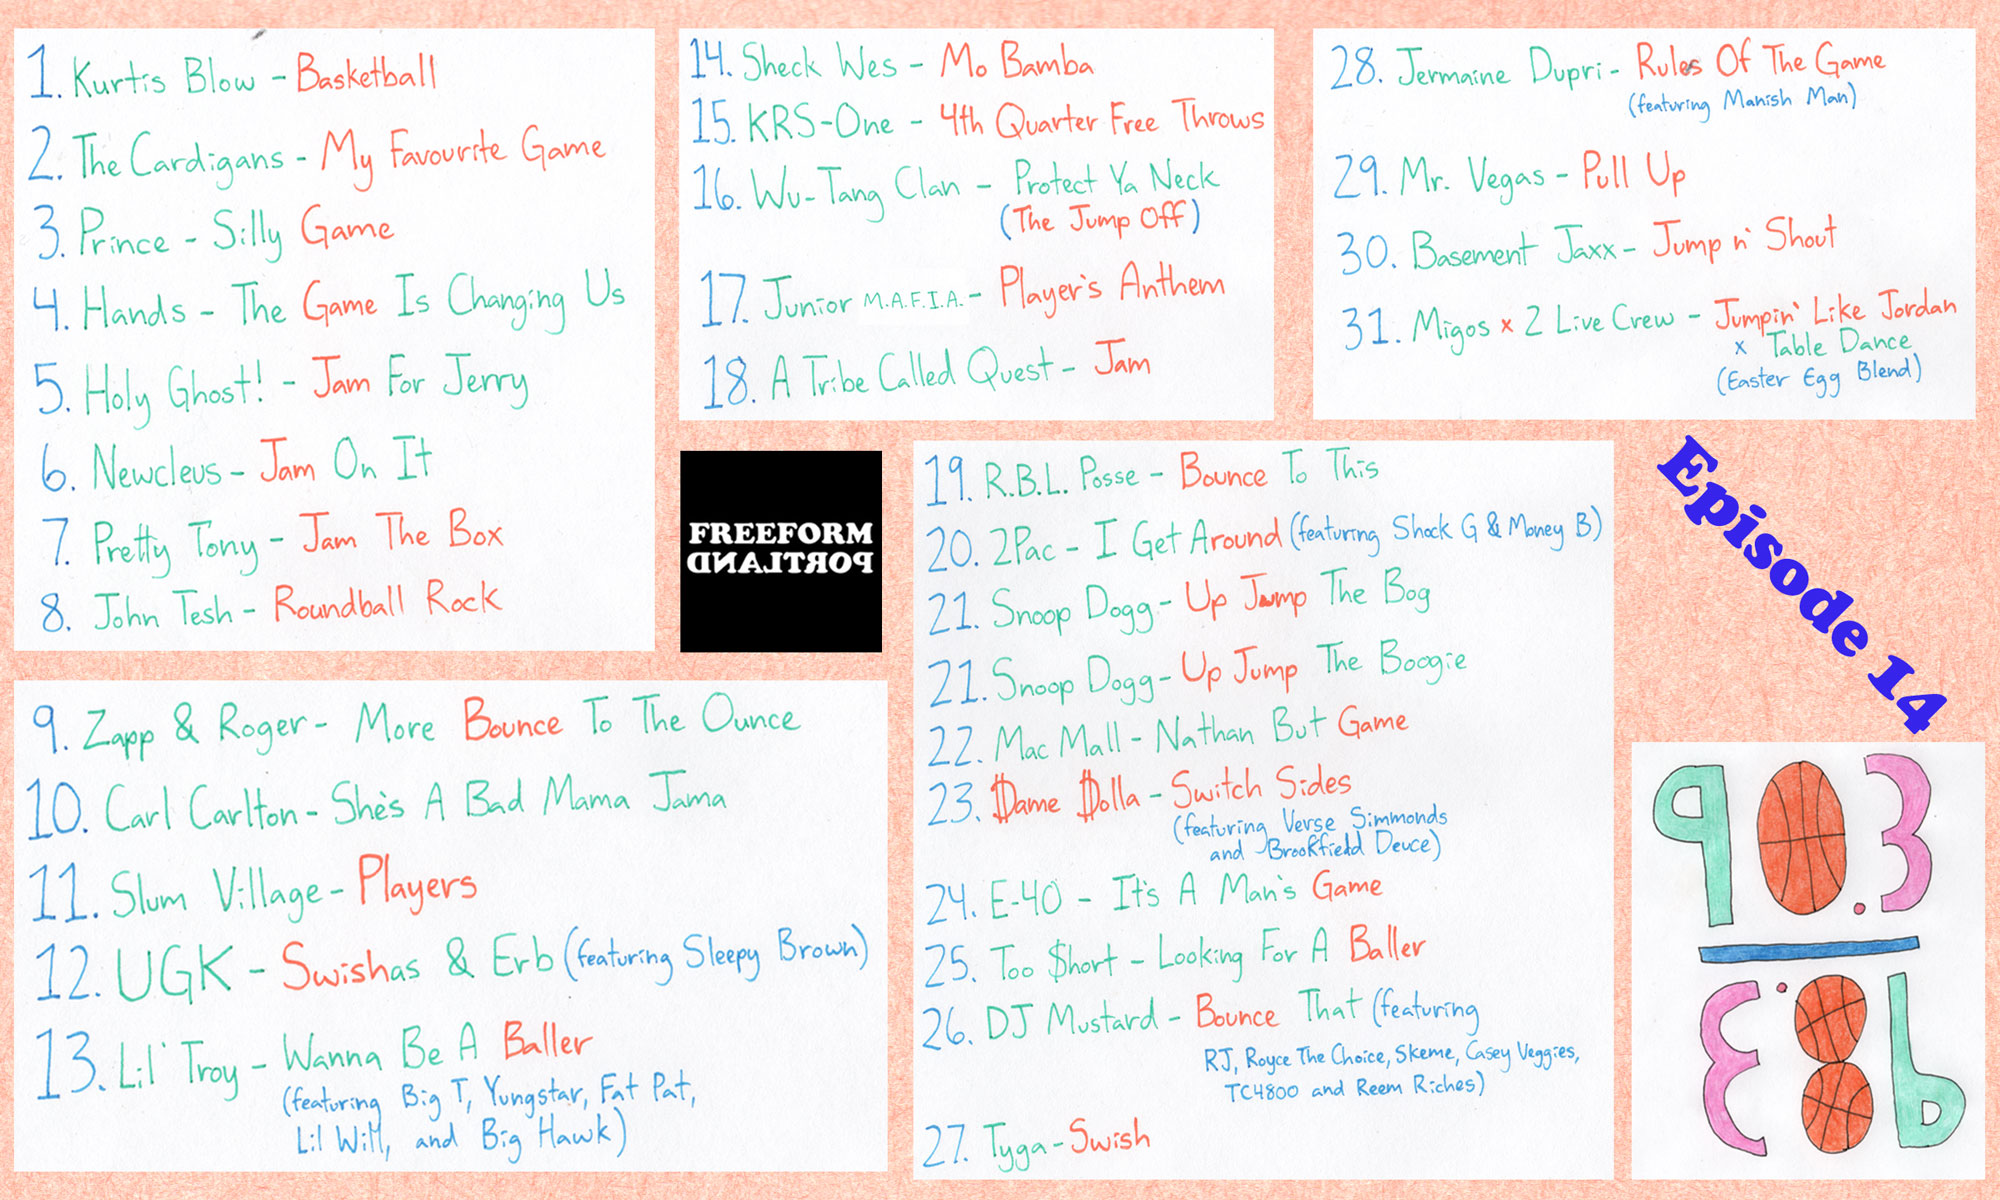 1. Kurtis Blow - Basketball
2. The Cardigans - My Favourite Game
3. Prince - Silly Game
4. Hands - The Game Is Changing Us
5. Holy Ghost! - Jam For Jerry
6. Newcleus - Jam On It
7. Pretty Tony - Jam The Box
8. John Tesh - Roundball Rock
9. Zapp & Roger - More Bounce To The Ounce
10. Carl Carlton - She's A Bad Mama Jama
11. Slum Village - Players
12. UGK - Swishas & Erb (featuring Sleepy Brown)
13. Lil' Troy - Wanna Be A Baller
(featuring Big T, Yungstar, Fat Pat,
Lil Will, and Big Hawk)
14. Sheck Wes - Mo Bamba
15. KRS-One - 4th Quarter Free Throws
16. Wu-Tang Clan - Protect Ya Neck
(The Jump Off)
17. Junior M.A.F.I.A. - Player's Anthem
18. A Tribe Called Quest - Jam
FREEFORM
PORTLAND
19. R.B.L. Posse - Bounce To This
20. 2Pac - I Get Around (featuring Shock G & Money B)
21. Snoop Dogg - Up Jump The Bog
21. Snoop Dogg - Up Jump The Boogie
22. Mac Mall - Nathan But Game
23. $ame $olla - Switch Sides
(featuring Verse Simmonds
and Brookfield Deuce)
24. E-40 - It's A Man's Game
25. Too $hort - Looking For A Baller
26. DJ Mustard - Bounce That (featuring
RJ, Royce The Choice, Skeme, Casey Veggies,
TC4800 and Reem Riches)
27. Tyga - Swish
28. Jermaine Dupri - Rules Of The Game
(featuring Manish Man)
29. Mr. Vegas - Pull Up
30. Basement Jaxx - Jump n' Shout
31. Migos x 2 Live Crew - Jumpin' Like Jordan
x Table Dance
(Easter Egg Blend)
Episode 14
90.3
98.3